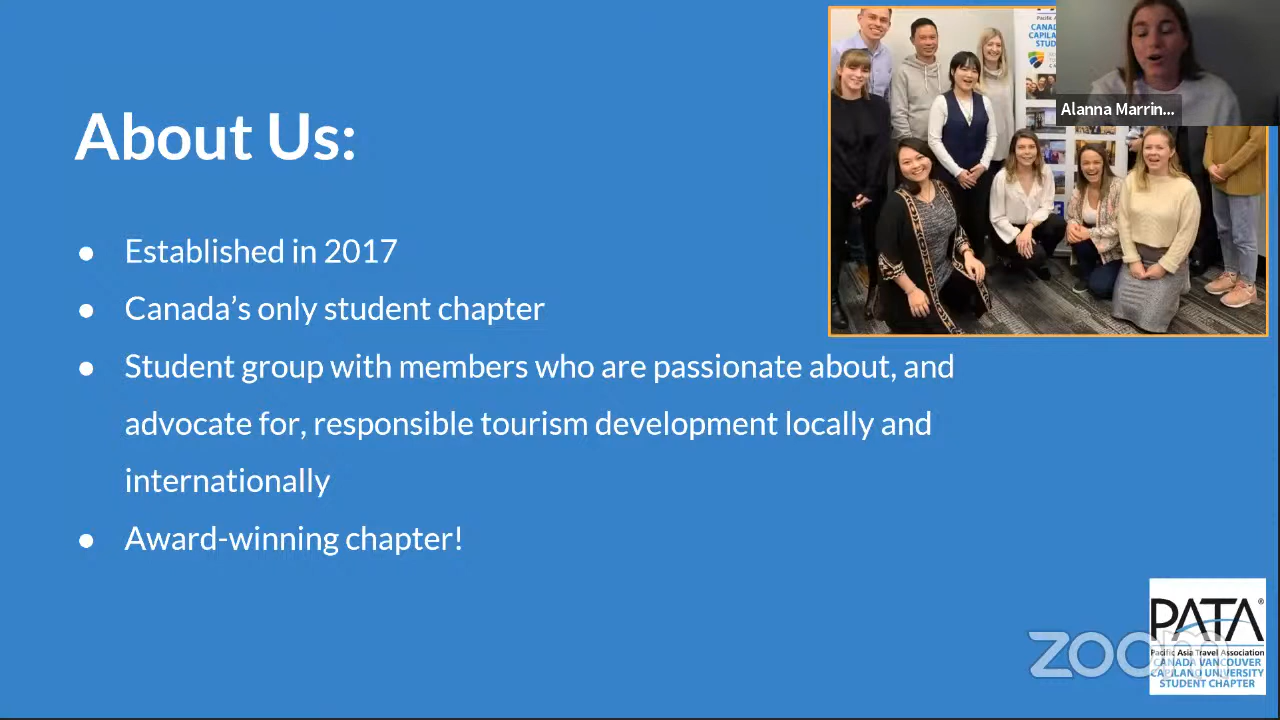 About Us:
● Established in 2017
● Canada's only student chapter
● Student group with members who are passionate about, and
advocate for, responsible tourism development locally and
internationally
● Award-winning chapter!
Alanna Marrin...
PATA®
Pacific Asia Travel Association
CANADA VANCOUVER
CAPILANO UNIVERSITY
STUDENT CHAPTER
zoom